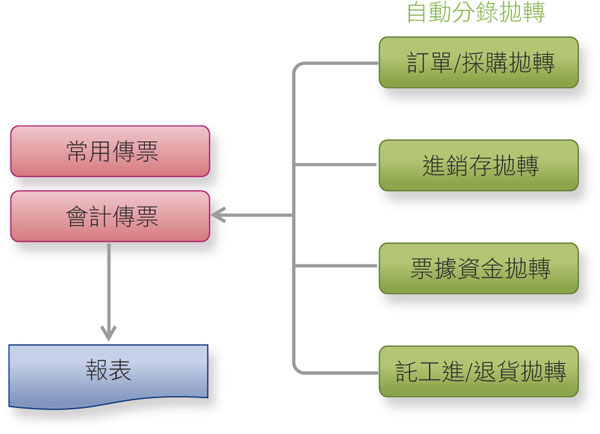 自動分錄拋轉
訂單/採購拋轉
常用傳票
進銷存拋轉
會計傳票
票據資金拋轉
報表
託工進/退貨拋轉